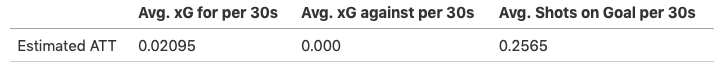 Avg. xG for per 30s Avg. xG against per 30s Avg. Shots on Goal per 30s
Estimated ATT 0.02095 0.000 0.2565